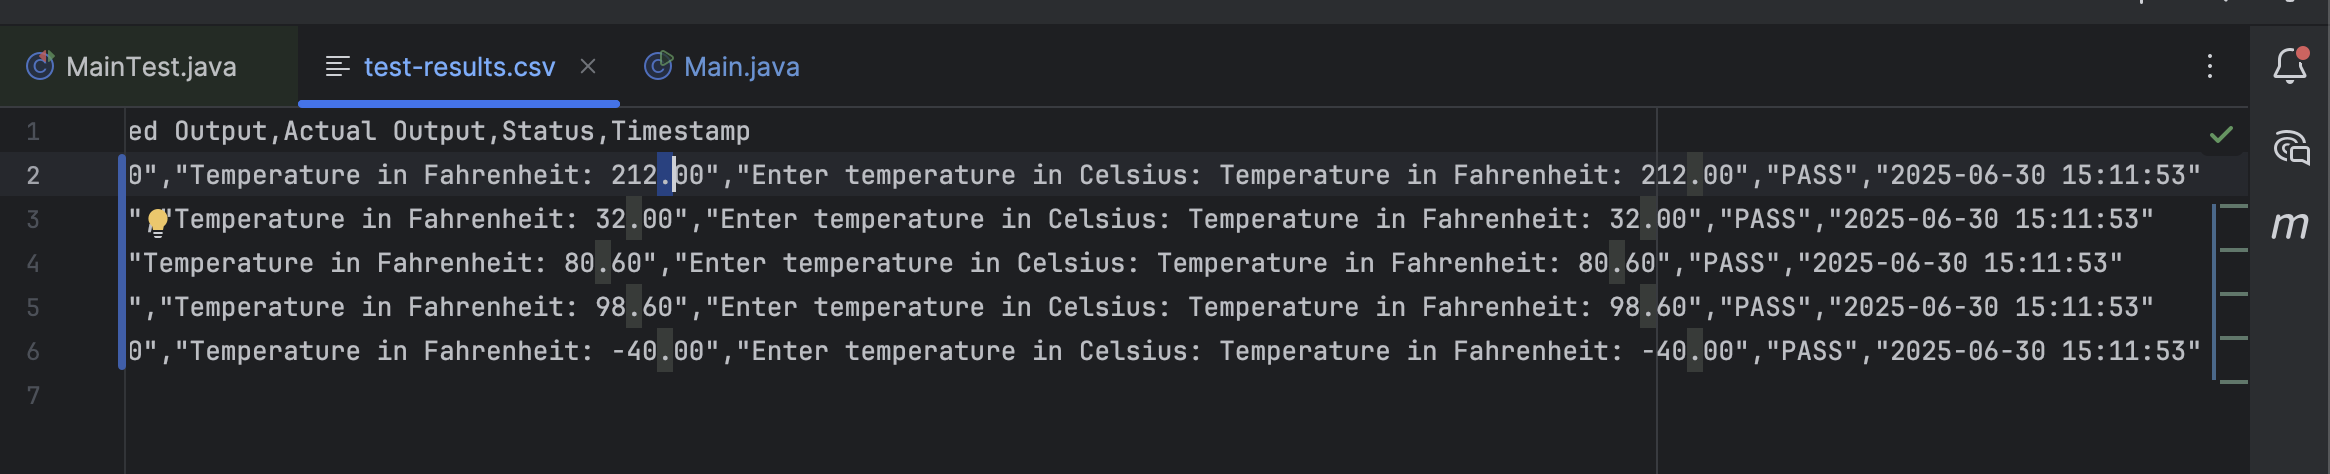 MainTest.java
test-results.csv
Main.java
1 ed Output,Actual Output,Status,Timestamp
2 0","Temperature in Fahrenheit: 212.00","Enter temperature in Celsius: Temperature in Fahrenheit: 212.00","PASS","2025-06-30 15:11:53"
3 ","Temperature in Fahrenheit: 32.00","Enter temperature in Celsius: Temperature in Fahrenheit: 32.00","PASS","2025-06-30 15:11:53"
4 "Temperature in Fahrenheit: 80.60","Enter temperature in Celsius: Temperature in Fahrenheit: 80.60","PASS","2025-06-30 15:11:53"
5 ","Temperature in Fahrenheit: 98.60","Enter temperature in Celsius: Temperature in Fahrenheit: 98.60","PASS","2025-06-30 15:11:53"
6 0","Temperature in Fahrenheit: -40.00","Enter temperature in Celsius: Temperature in Fahrenheit: -40.00","PASS","2025-06-30 15:11:53"
7
m